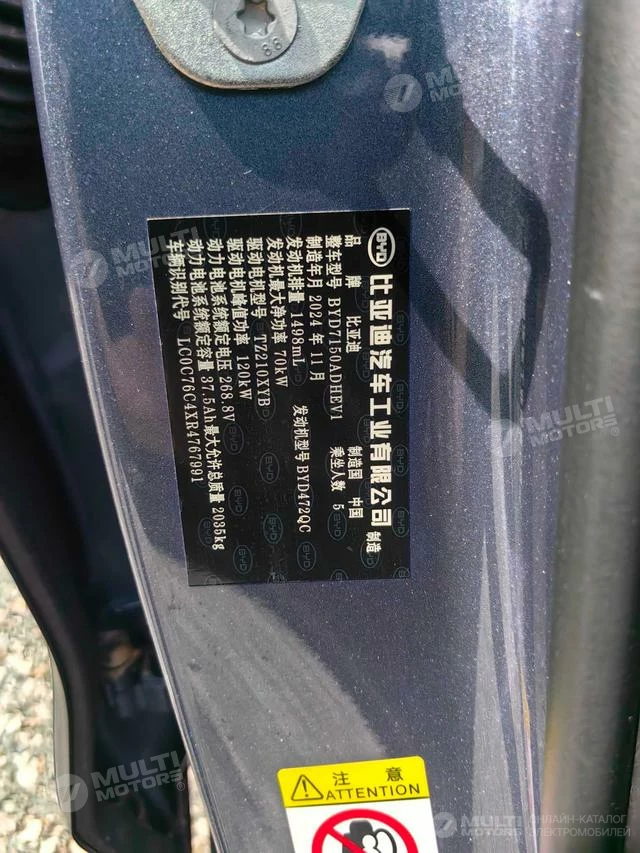 88
BYD
比亚迪汽车工业有限公司 制造
品牌 比亚迪 制造国 中国
整车型号 BYD7150ADHEV1 乘坐人数 5
制造年月 2024 年 11 月
发动机排量 1498mL 发动机型号 BYD472QC
发动机最大净功率 70kW
驱动电机型号 TZ210XYB
驱动电机峰值功率 120kW
动力电池系统额定电压 268.8V
动力电池系统额定容量 37.5Ah 最大允许总质量 2035kg
车辆识别代号 LC0C76C4XR4767991
注意
ATTENTION
MULTI
MOTORS
MULTI
MOTORS
MULTI
MOTORS
MULTI
MOTORS
MULTI
MOTORS
ОНЛАЙН-КАТАЛОГ
ЭЛЕКТРОМОБИЛЕЙ